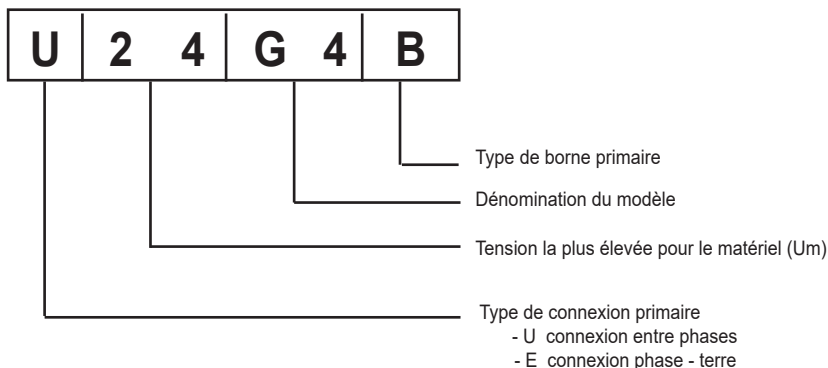 U 2 4 G 4 B
Type de borne primaire
Dénomination du modèle
Tension la plus élevée pour le matériel (Um)
Type de connexion primaire
- U connexion entre phases
- E connexion phase - terre